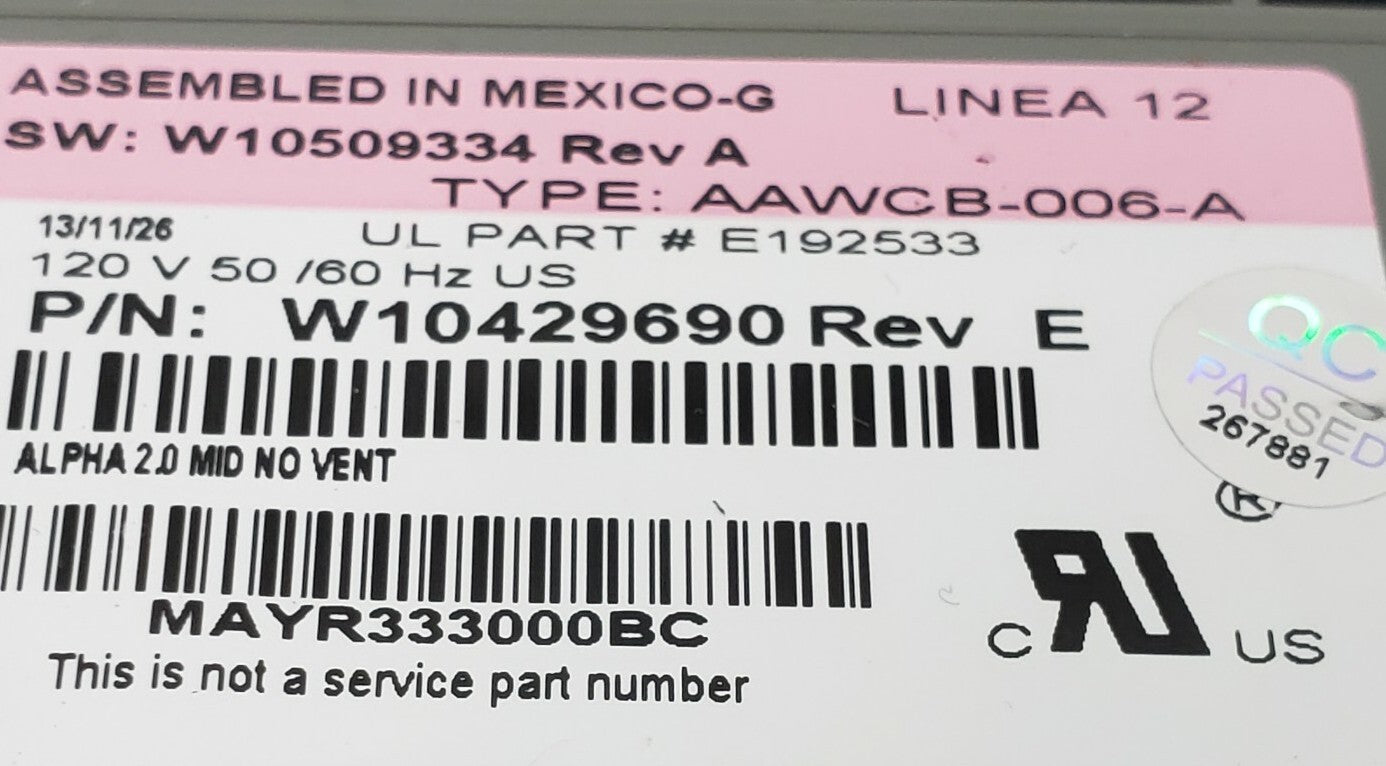 ASSEMBLED IN MEXICO-G LINEA 12
SW: W10509334 Rev A
TYPE: AAWCB-006-A
13/11/26 UL PART # E192533
120 V 50 /60 Hz US
P/N: W10429690 Rev E
QC
PASSED
267881
ALPHA 2.0 MID NO VENT
®
MAYR333000BC
C RU US
This is not a service part number